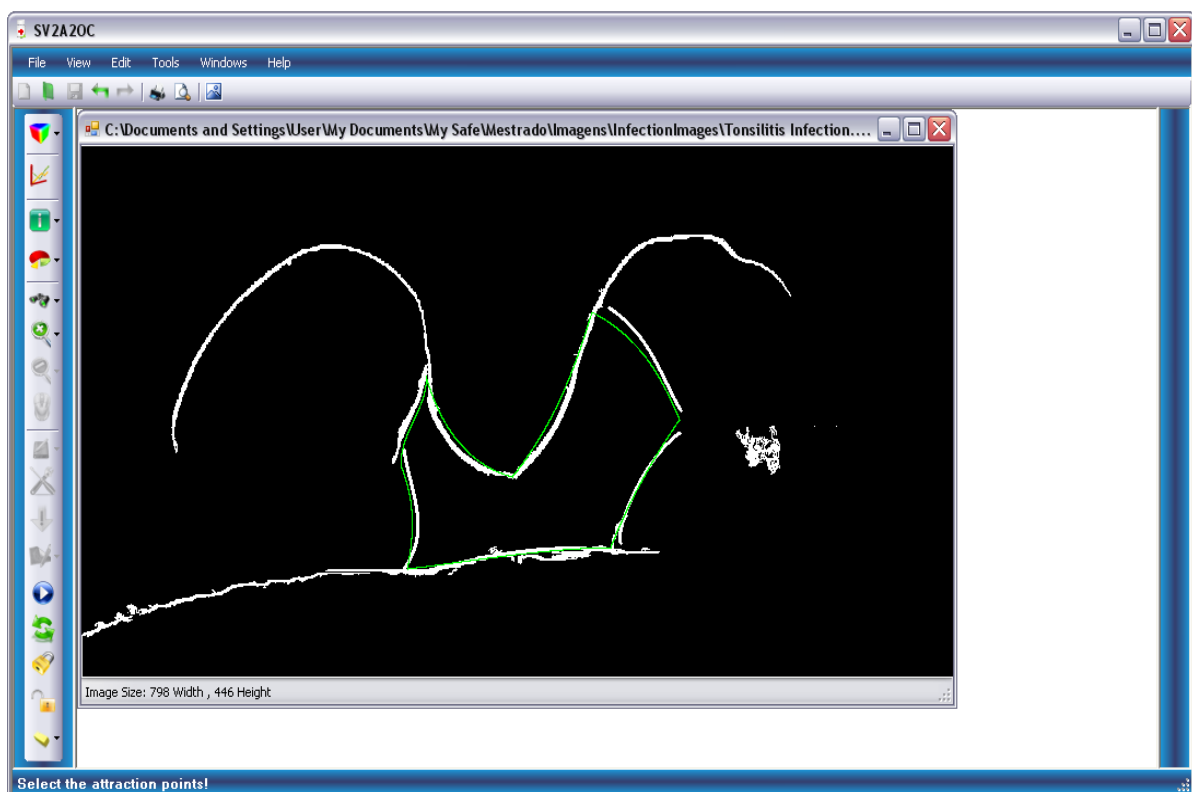 SV2A2OC
File View Edit Tools Windows Help
C:\Documents and Settings\User\My Documents\My Safe\Mestrado\Imagens\InfectionImages\Tonsilitis Infection....
Image Size: 798 Width , 446 Height
Select the attraction points!